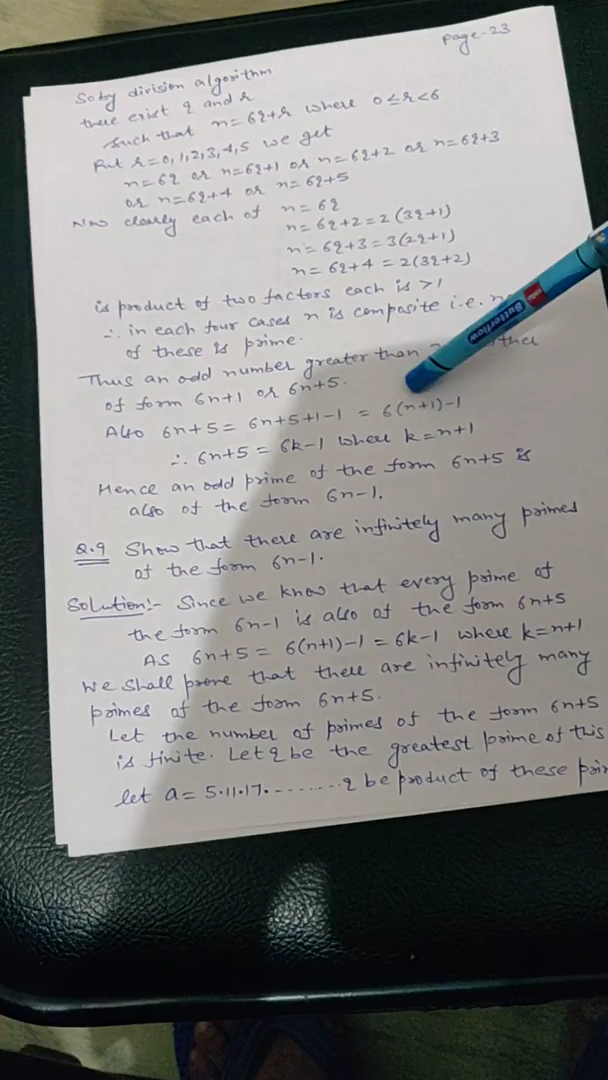 page-23
So by division algorithm
there exist q and r
such that n=6q+r where 0≤r<6
Put r=0,1,2,3,4,5 we get
n=6q or n=6q+1 or n=6q+2 or n=6q+3
or n=6q+4 or n=6q+5
Now clearly each of n=6q
n=6q+2=2(3q+1)
n=6q+3=3(2q+1)
n=6q+4=2(3q+2)
is product of two factors each is >1
∴ in each four cases n is composite i.e.
of these is prime.
Thus an odd number greater than
of form 6n+1 or 6n+5.
Also 6n+5=6n+5+1-1 = 6(n+1)-1
∴ 6n+5=6k-1 where k=n+1
Hence an odd prime of the form 6n+5 is
also of the form 6n-1.
Q.9 Show that there are infinitely many primes
of the form 6n-1.
Solution:- Since we know that every prime of
the form 6n-1 is also of the form 6n+5
As 6n+5= 6(n+1)-1=6k-1 where k=n+1
We shall prove that there are infinitely many
primes of the form 6n+5.
Let the number of primes of the form 6n+5
is finite. Let q be the greatest prime of this
let a=5·11·17·........q be product of these
Butterflow